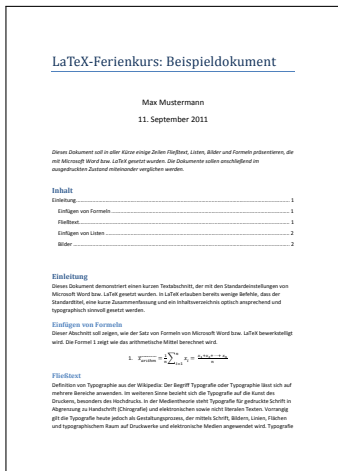 LaTeX-Ferienkurs: Beispieldokument
Max Mustermann
11. September 2011
Dieses Dokument soll in aller Kürze einige Zeilen Fließtext, Listen, Bilder und Formeln präsentieren, die
mit Microsoft Word bzw. LaTeX gesetzt wurden. Die Dokumente sollen anschließend im
ausgedruckten Zustand miteinander verglichen werden.
Inhalt
Einleitung 1
Einfügen von Formeln 1
Fließtext 1
Einfügen von Listen 2
Bilder 2
Einleitung
Dieses Dokument demonstriert einen kurzen Textabschnitt, der mit den Standardeinstellungen von
Microsoft Word bzw. LaTeX gesetzt wurden. In LaTeX erlauben bereits wenige Befehle, dass der
Standardtitel, eine kurze Zusammenfassung und ein Inhaltsverzeichnis optisch ansprechend und
typographisch sinnvoll gesetzt werden.
Einfügen von Formeln
Dieser Abschnitt soll zeigen, wie der Satz von Formeln von Microsoft Word bzw. LaTeX bewerkstelligt
wird. Die Formel 1 zeigt wie das arithmetische Mittel berechnet wird.
1.
Fließtext
Definition von Typographie aus der Wikipedia: Der Begriff Typografie oder Typographie lässt sich auf
mehrere Bereiche anwenden. Im weiteren Sinne bezieht sich die Typografie auf die Kunst des
Druckens, besonders des Hochdrucks. In der Medientheorie steht Typografie für gedruckte Schrift in
Abgrenzung zu Handschrift (Chirografie) und elektronischen sowie nicht literalen Texten. Vorrangig
gilt die Typografie heute jedoch als Gestaltungsprozess, der mittels Schrift, Bildern, Linien, Flächen
und typographischem Raum auf Druckwerke und elektronische Medien angewendet wird. Typografie